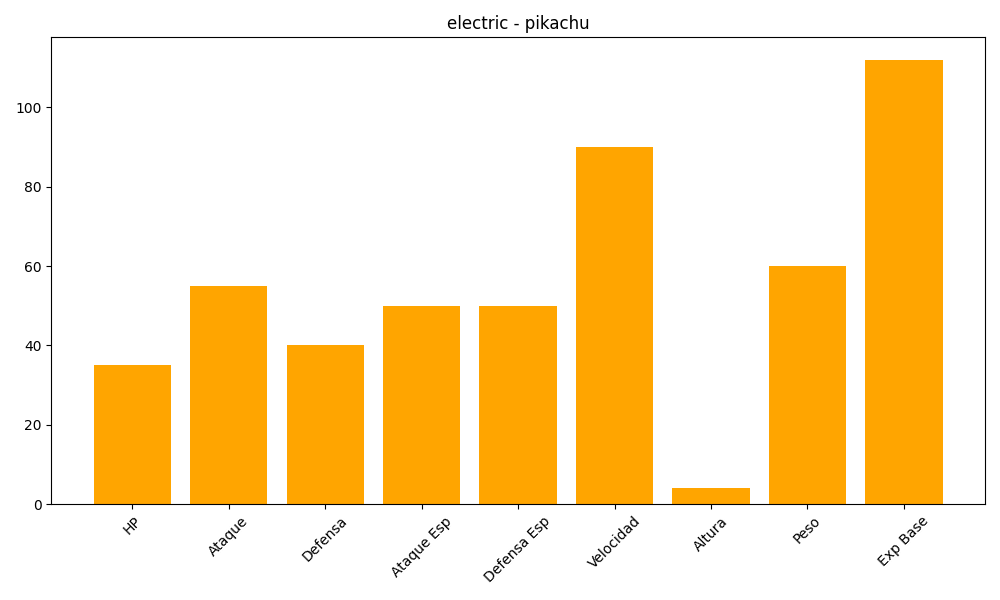 electric - pikachu
100
80
60
40
20
0
HP
Ataque
Defensa
Ataque Esp
Defensa Esp
Velocidad
Altura
Peso
Exp Base